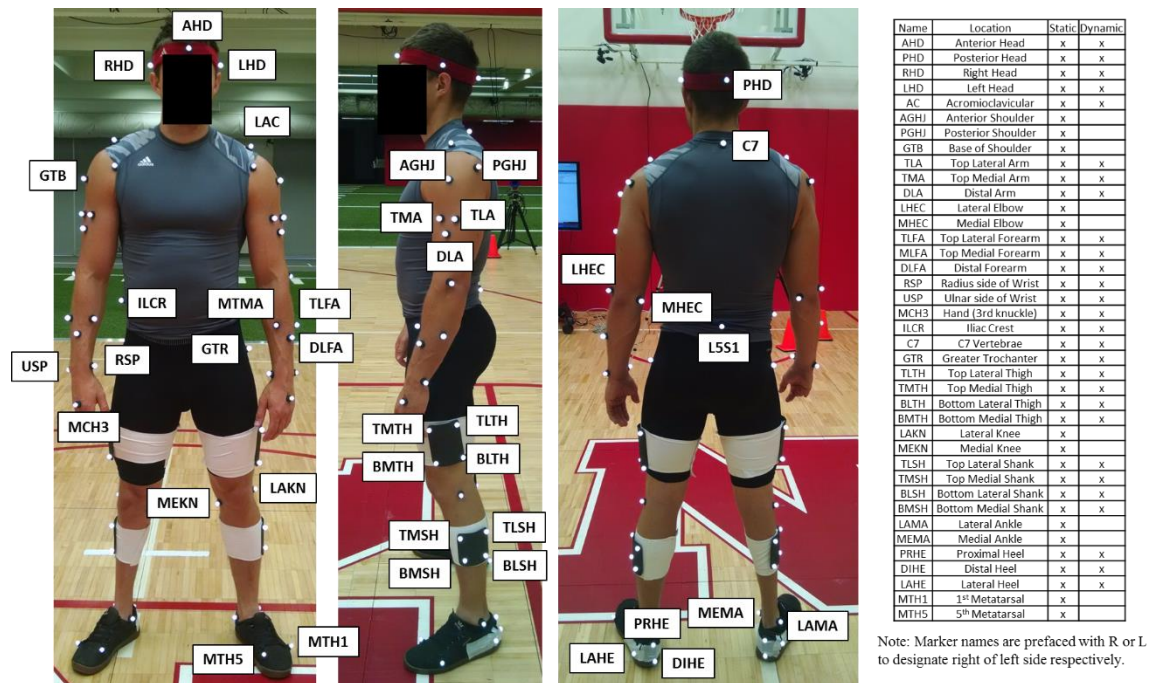 AHD
RHD
LHD
LAC
GTB
ILCR
MTMA
TLFA
GTR
DLFA
USP
RSP
MCH3
MEKN
LAKN
MTH1
MTH5
adidas
AGHJ
PGHJ
TMA
TLA
DLA
TMTH
TLTH
BMTH
BLTH
TMSH
TLSH
BMSH
BLSH
PHD
C7
LHEC
MHEC
L5S1
PRHE
MEMA
LAMA
LAHE
DIHE
Name Location Static Dynamic
AHD Anterior Head x x
PHD Posterior Head x x
RHD Right Head x x
LHD Left Head x x
AC Acromioclavicular x x
AGHJ Anterior Shoulder x
PGHJ Posterior Shoulder x
GTB Base of Shoulder x
TLA Top Lateral Arm x x
TMA Top Medial Arm x x
DLA Distal Arm x x
LHEC Lateral Elbow x
MHEC Medial Elbow x
TLFA Top Lateral Forearm x x
MLFA Top Medial Forearm x x
DLFA Distal Forearm x x
RSP Radius side of Wrist x x
USP Ulnar side of Wrist x x
MCH3 Hand (3rd knuckle) x x
ILCR Iliac Crest x x
C7 C7 Vertebrae x x
GTR Greater Trochanter x x
TLTH Top Lateral Thigh x x
TMTH Top Medial Thigh x x
BLTH Bottom Lateral Thigh x x
BMTH Bottom Medial Thigh x x
LAKN Lateral Knee x
MEKN Medial Knee x
TLSH Top Lateral Shank x x
TMSH Top Medial Shank x x
BLSH Bottom Lateral Shank x x
BMSH Bottom Medial Shank x x
LAMA Lateral Ankle x
MEMA Medial Ankle x
PRHE Proximal Heel x x
DIHE Distal Heel x x
LAHE Lateral Heel x x
MTH1 1st Metatarsal x
MTH5 5th Metatarsal x
Note: Marker names are prefaced with R or L
to designate right of left side respectively.